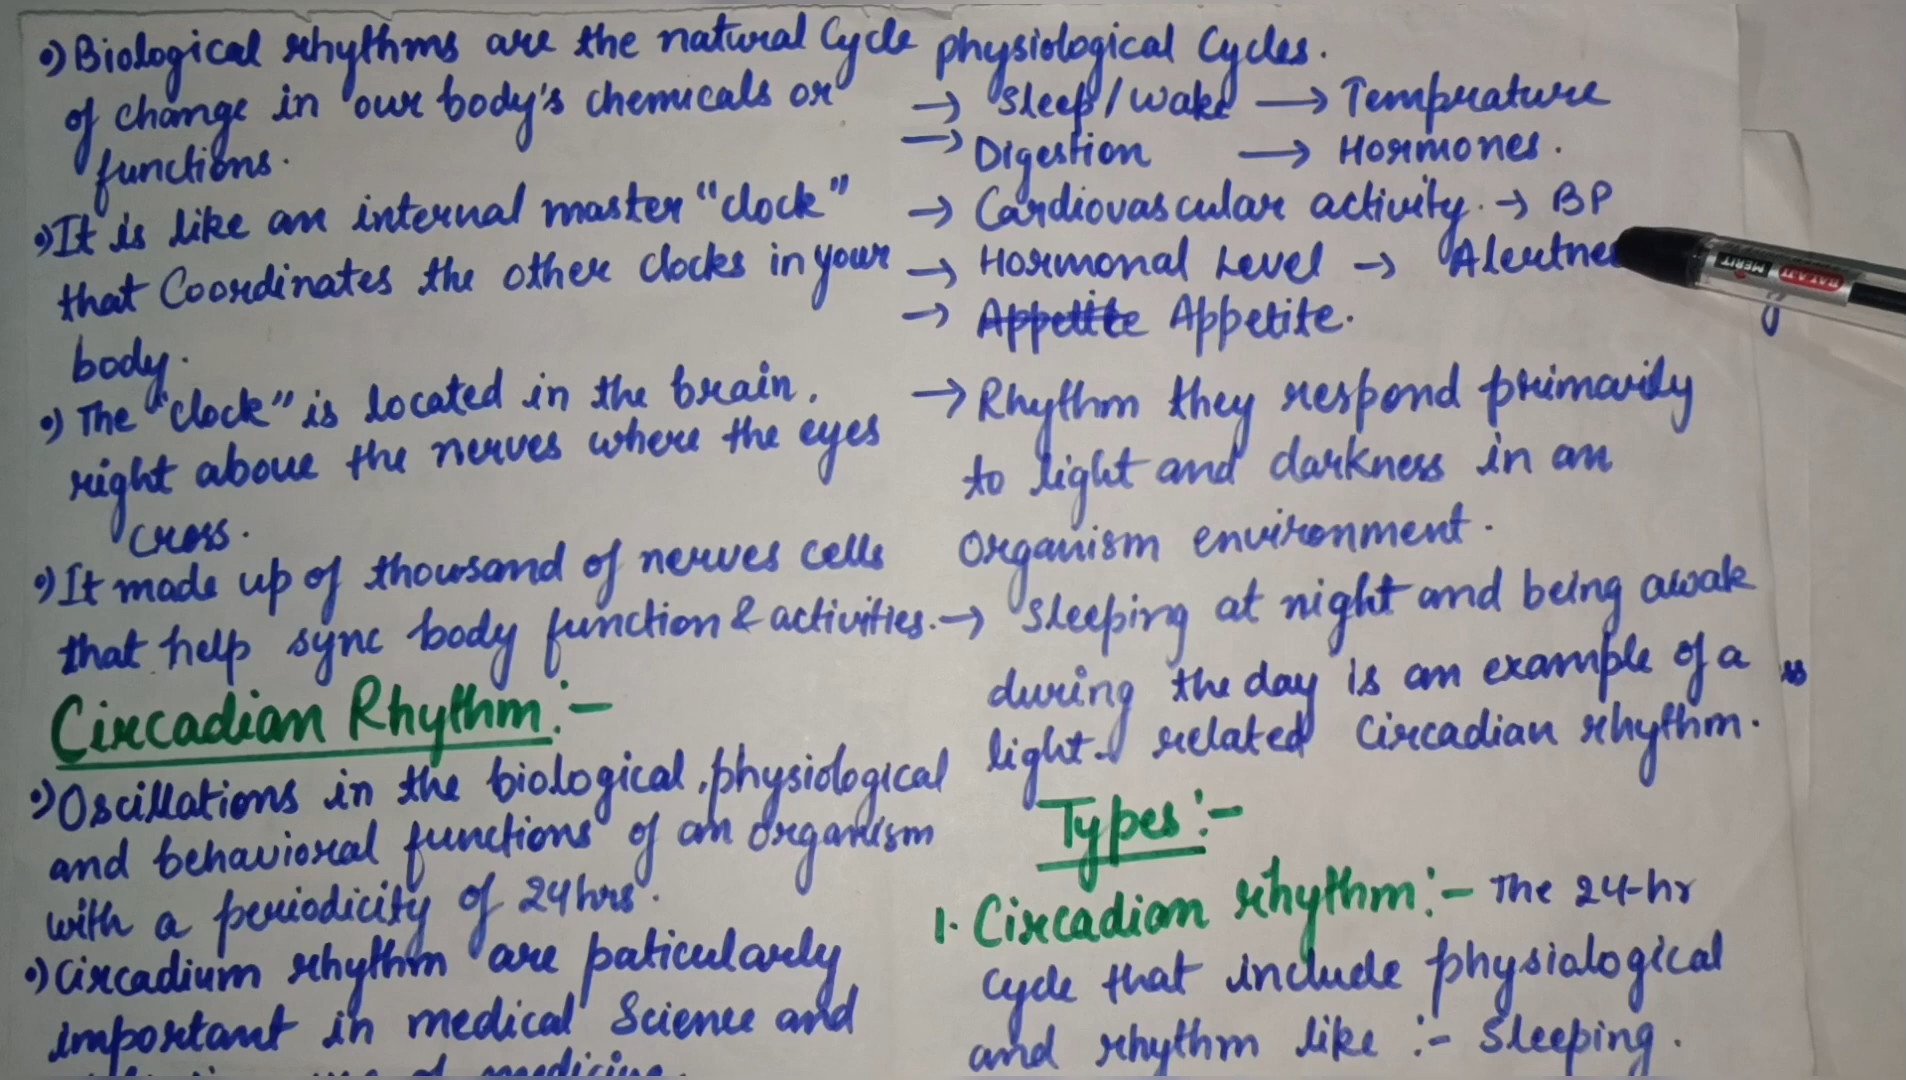 •) Biological rhythms are the natural Cycle
of change in our body's chemicals or
functions.
•) It is like an internal master "clock"
that Coordinates the other clocks in your
body.
•) The "clock" is located in the brain,
right above the nerves where the eyes
cross.
•) It made up of thousand of nerves cells
that help sync body function & activities.
Circadian Rhythm :-
•) Oscillations in the biological, physiological
and behavioral functions of an organism
with a periodicity of 24hrs.
•) Circadium rhythm are paticularly
important in medical Science and
of medicine.
physiological Cycles.
→ Sleep/wake → Temprature
→ Digestion → Hormones.
→ Cardiovascular activity. → BP
→ Hormonal Level → Alertnes
→ Appetite Appetite.
→ Rhythm they respond primarily
to light and darkness in an
organism environment.
→ Sleeping at night and being awak
during the day is an example of a
light related Circadian rhythm.
Types :-
1. Circadian rhythm :- The 24-hr
cycle that include physiological
and rhythm like :- Sleeping.
MERIT